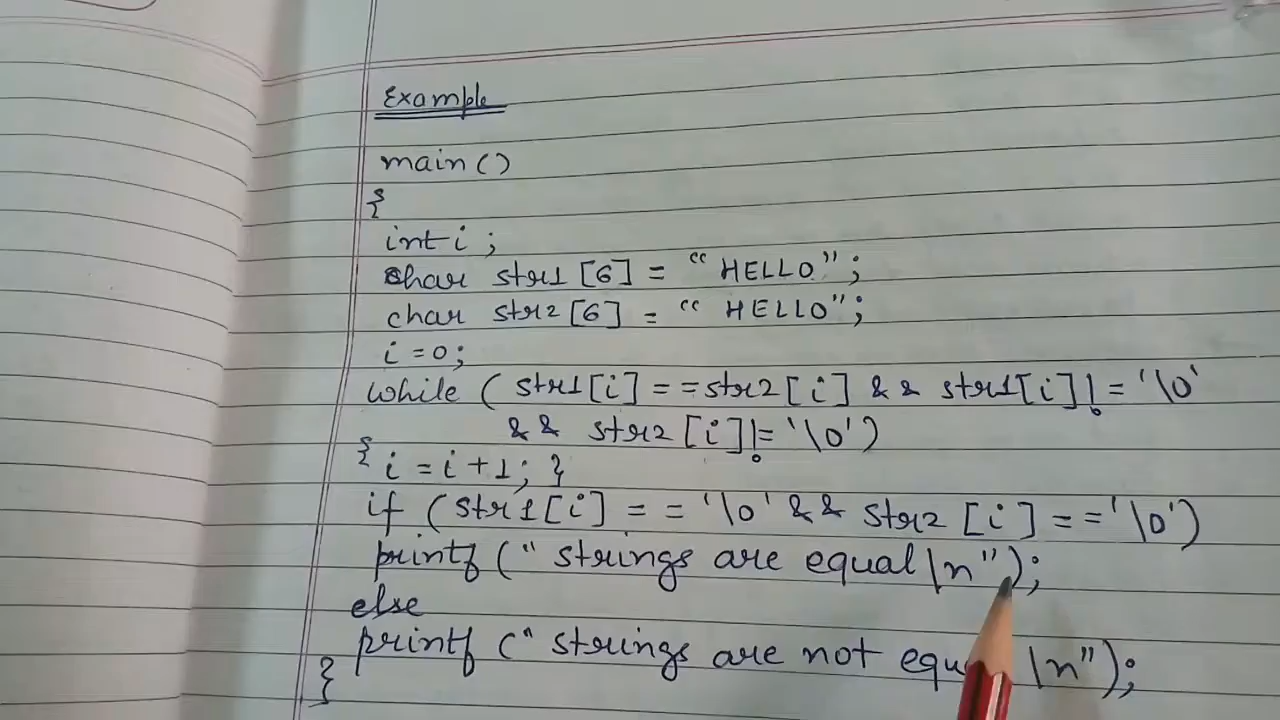 Example
main()
{
int i ;
char str1 [6] = "HELLO";
char str2 [6] = "HELLO";
i = 0;
while ( str1[i] == str2 [i] && str1[i] != '\0'
&& str2 [i] != '\0')
{ i = i + 1; }
if (str1[i] == '\0' && str2 [i] == '\0')
printf (" strings are equal \n");
else
printf (" strings are not equ \n");
}